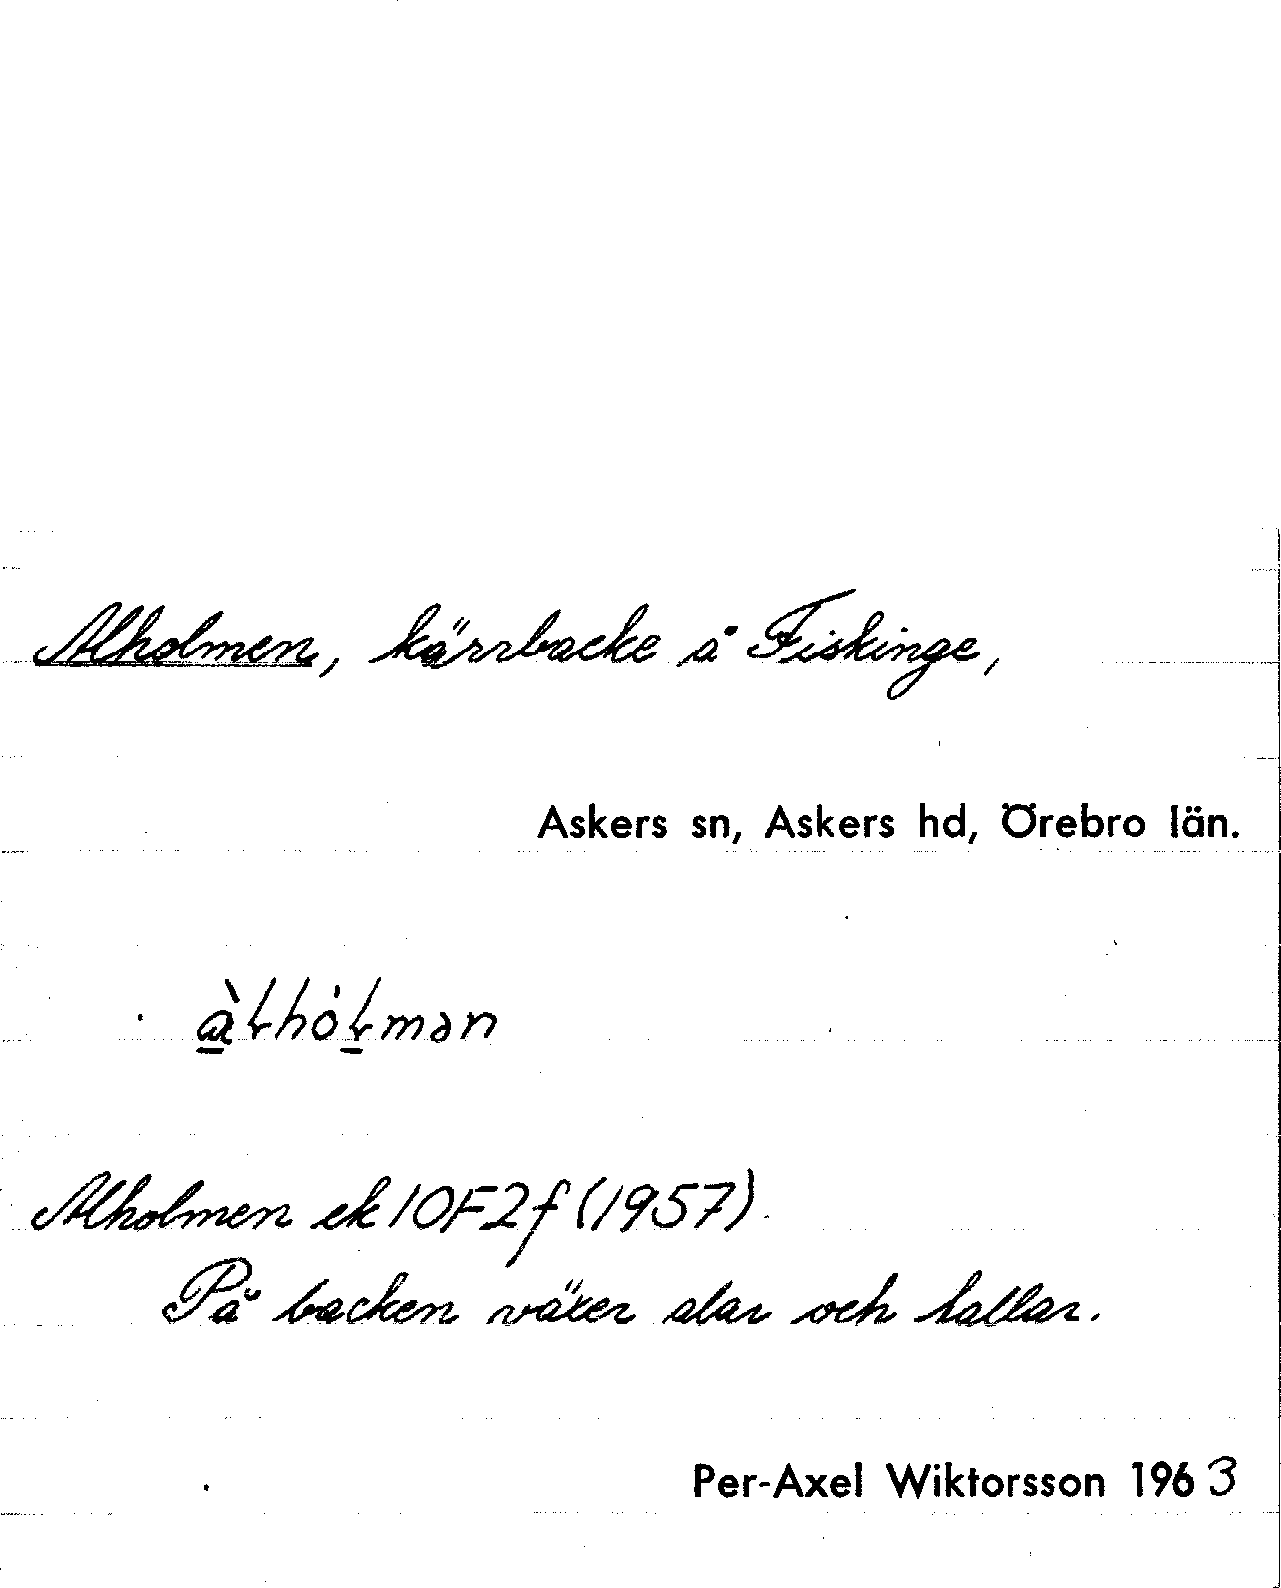 Alholmen, kärrbacke å Fiskinge,
Askers sn, Askers hd, Örebro län.
Alholmen ek 10F2f (1957)
På backen växer alar och hallar.
Per-Axel Wiktorsson 1963